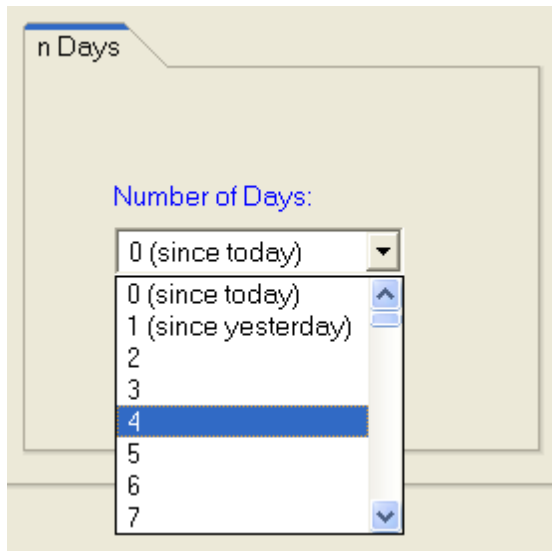 n Days
Number of Days:
0 (since today)
0 (since today)
1 (since yesterday)
2
3
4
5
6
7